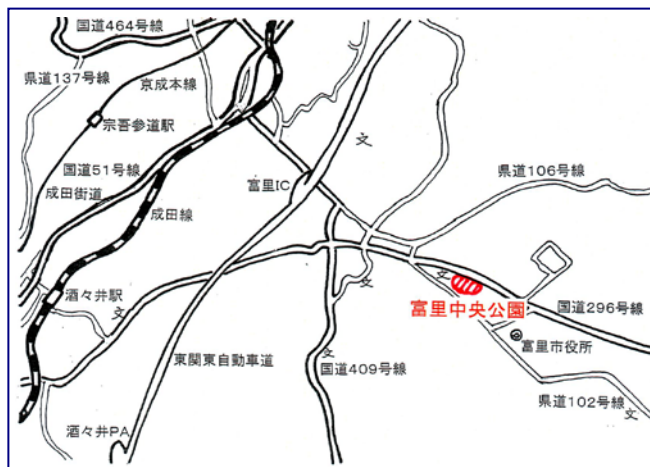 国道464号線
県道137号線
京成本線
宗吾参道駅
国道51号線
成田街道
成田線
富里IC
文
県道106号線
文
富里中央公園
国道296号線
酒々井駅
文
文
富里市役所
東関東自動車道
国道409号線
県道102号線
文
酒々井PA